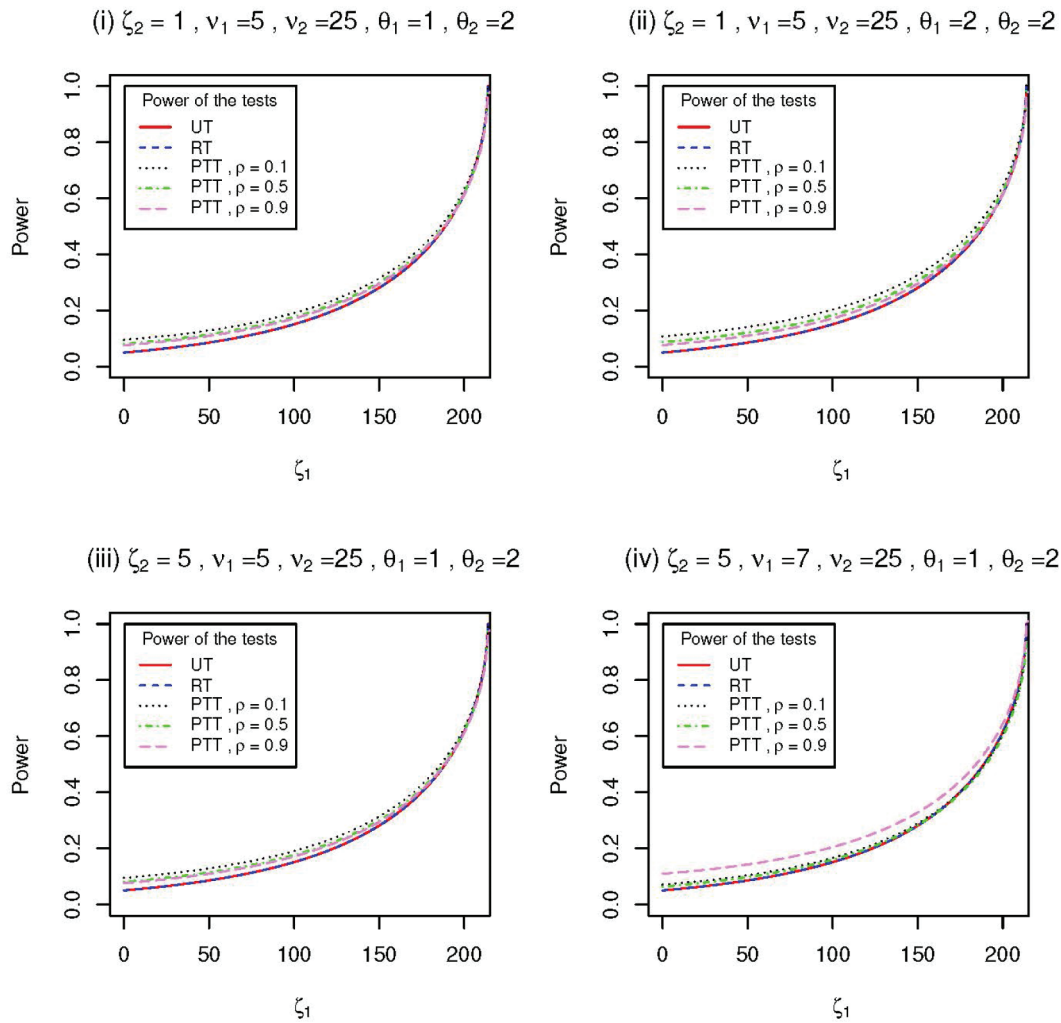 (i) ζ₂ = 1 , ν₁ =5 , ν₂ =25 , θ₁ =1 , θ₂ =2
Power
1.0
0.8
0.6
0.4
0.2
0.0
Power of the tests
UT
RT
PTT , ρ = 0.1
PTT , ρ = 0.5
PTT , ρ = 0.9
0 50 100 150 200
ζ₁
(ii) ζ₂ = 1 , ν₁ =5 , ν₂ =25 , θ₁ =2 , θ₂ =2
Power
1.0
0.8
0.6
0.4
0.2
0.0
Power of the tests
UT
RT
PTT , ρ = 0.1
PTT , ρ = 0.5
PTT , ρ = 0.9
0 50 100 150 200
ζ₁
(iii) ζ₂ = 5 , ν₁ =5 , ν₂ =25 , θ₁ =1 , θ₂ =2
Power
1.0
0.8
0.6
0.4
0.2
0.0
Power of the tests
UT
RT
PTT , ρ = 0.1
PTT , ρ = 0.5
PTT , ρ = 0.9
0 50 100 150 200
ζ₁
(iv) ζ₂ = 5 , ν₁ =7 , ν₂ =25 , θ₁ =1 , θ₂ =2
Power
1.0
0.8
0.6
0.4
0.2
0.0
Power of the tests
UT
RT
PTT , ρ = 0.1
PTT , ρ = 0.5
PTT , ρ = 0.9
0 50 100 150 200
ζ₁